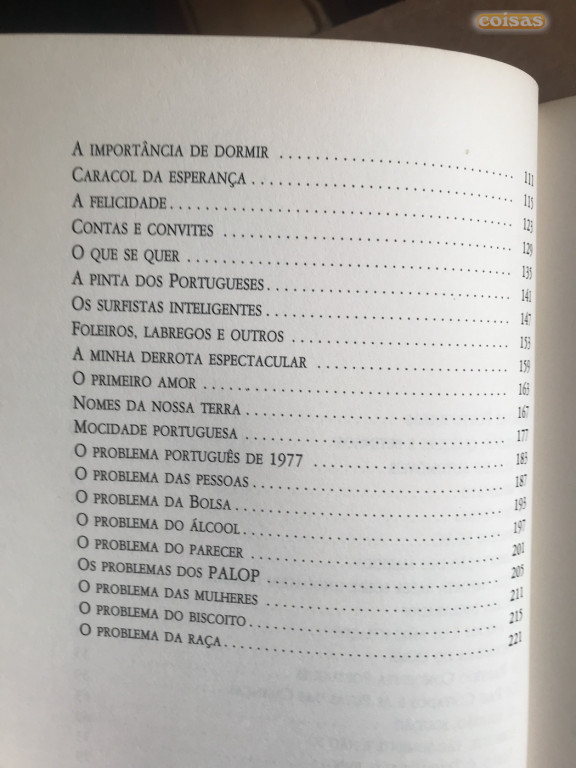 coisas
A IMPORTÂNCIA DE DORMIR ........................ 111
CARACOL DA ESPERANÇA ........................ 115
A FELICIDADE ........................ 123
CONTAS E CONVITES ........................ 129
O QUE SE QUER ........................ 135
A PINTA DOS PORTUGUESES ........................ 141
OS SURFISTAS INTELIGENTES ........................ 147
FOLEIROS, LABREGOS E OUTROS ........................ 153
A MINHA DERROTA ESPECTACULAR ........................ 159
O PRIMEIRO AMOR ........................ 163
NOMES DA NOSSA TERRA ........................ 167
MOCIDADE PORTUGUESA ........................ 177
O PROBLEMA PORTUGUÊS DE 1977 ........................ 183
O PROBLEMA DAS PESSOAS ........................ 187
O PROBLEMA DA BOLSA ........................ 193
O PROBLEMA DO ÁLCOOL ........................ 197
O PROBLEMA DO PARECER ........................ 201
OS PROBLEMAS DOS PALOP ........................ 205
O PROBLEMA DAS MULHERES ........................ 211
O PROBLEMA DO BISCOITO ........................ 215
O PROBLEMA DA RAÇA ........................ 221